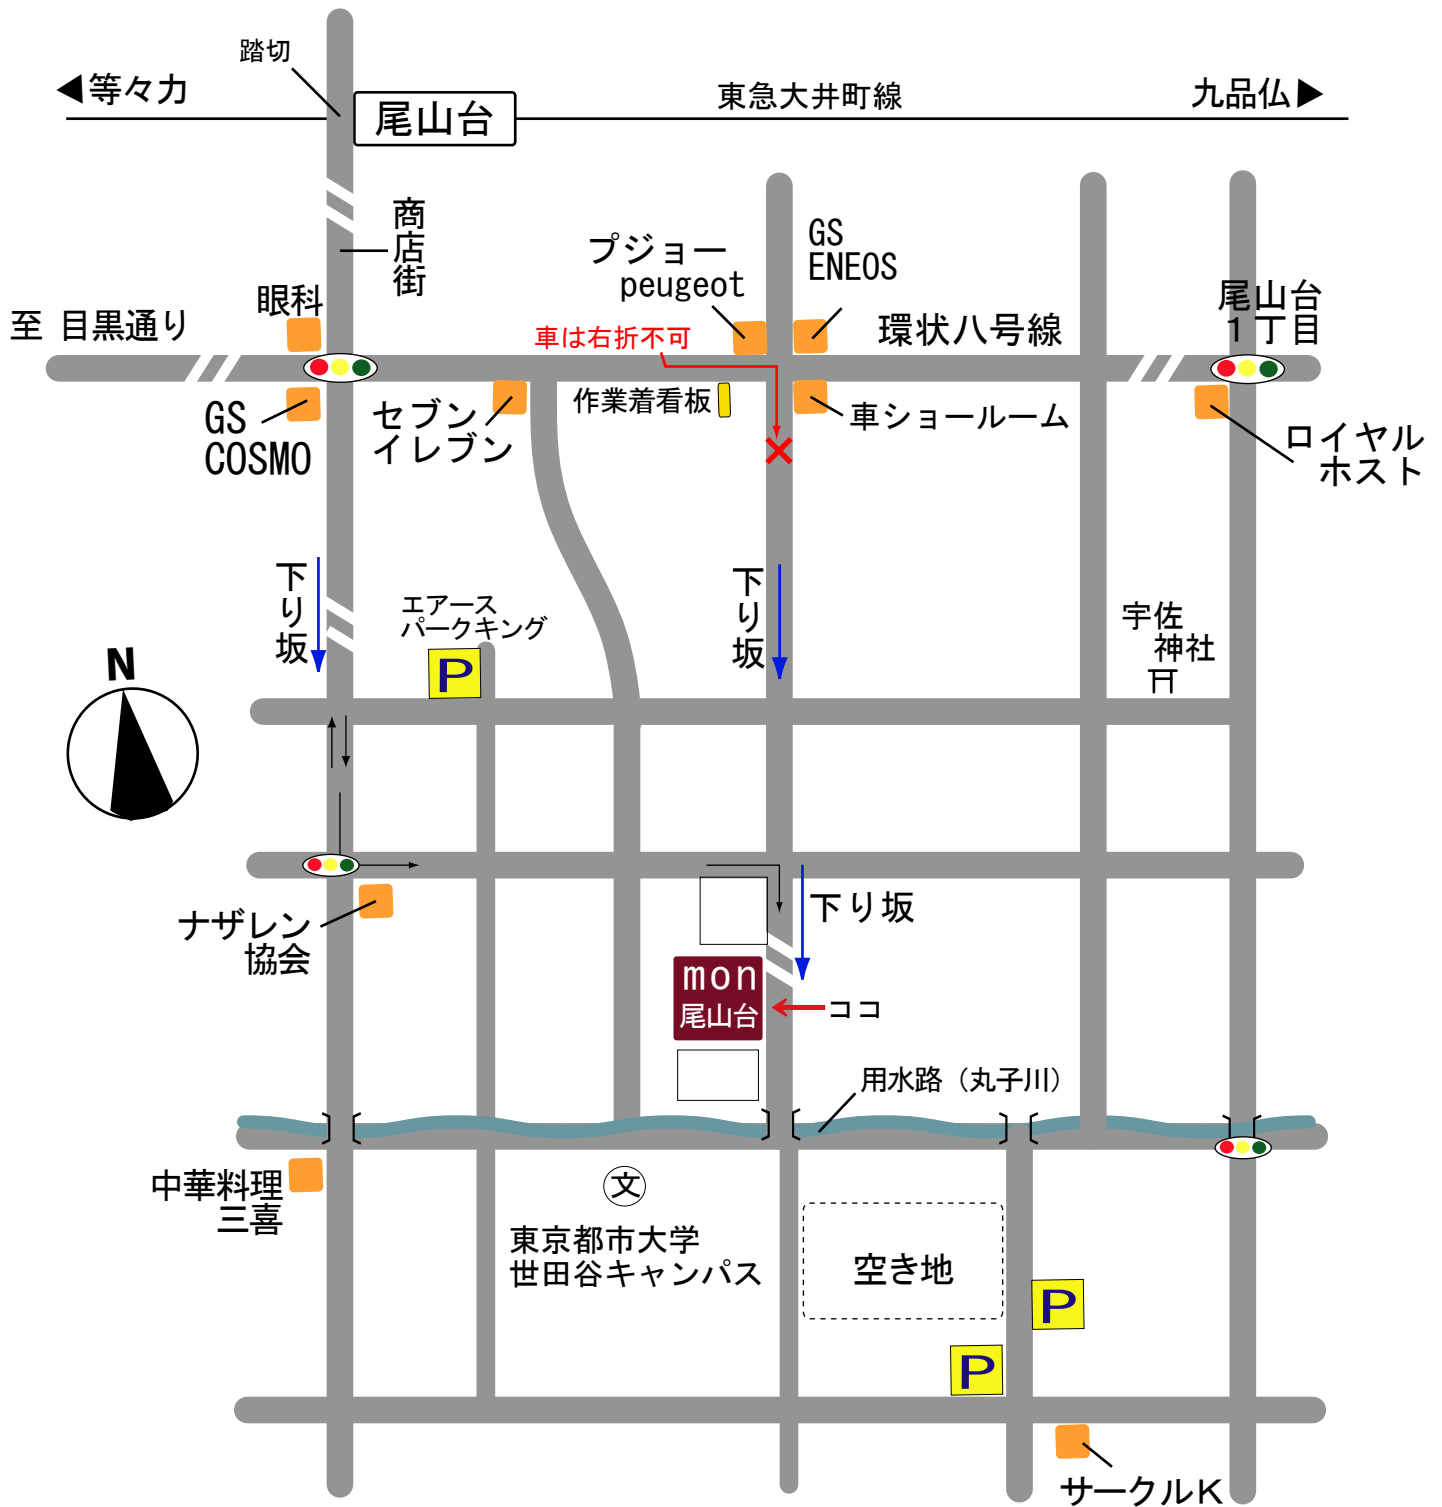 踏切
◀等々力
尾山台
東急大井町線
九品仏▶
商店街
プジョー
peugeot
GS
ENEOS
眼科
至 目黒通り
車は右折不可
環状八号線
尾山台
1丁目
GS
COSMO
セブン
イレブン
作業着看板
車ショールーム
ロイヤル
ホスト
下り坂
エアース
パークキング
P
下り坂
宇佐
神社
N
ナザレン
協会
下り坂
mon
尾山台
ココ
用水路（丸子川）
中華料理
三喜
文
東京都市大学
世田谷キャンパス
空き地
P
P
サークルK